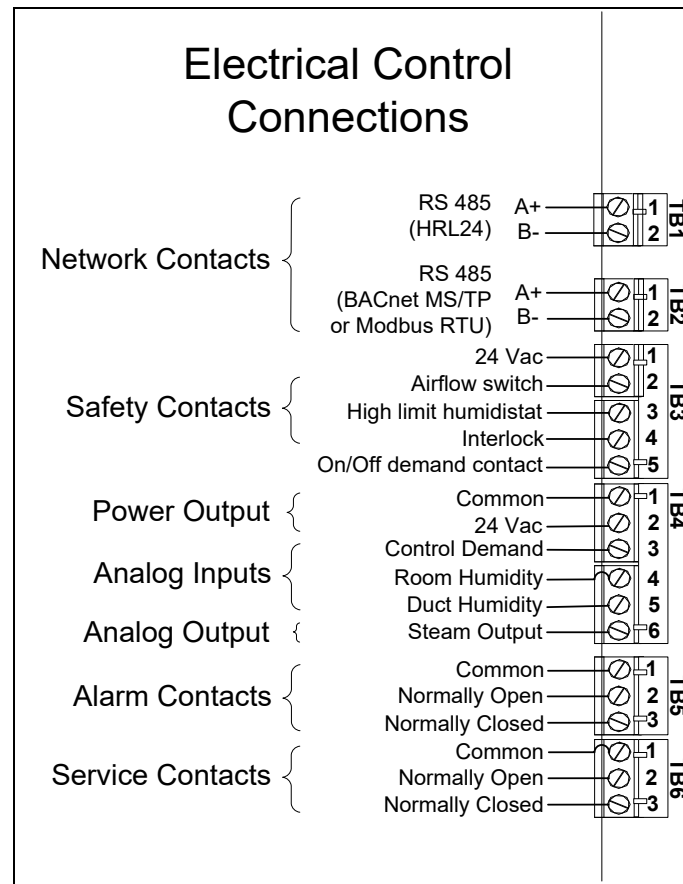 Electrical Control
Connections
Network Contacts
RS 485
(HRL24)
A+ 1
B- 2
TB1
RS 485
(BACnet MS/TP
or Modbus RTU)
A+ 1
B- 2
TB2
Safety Contacts
24 Vac 1
Airflow switch 2
High limit humidistat 3
Interlock 4
On/Off demand contact 5
TB3
Power Output
Common 1
24 Vac 2
Analog Inputs
Control Demand 3
Room Humidity 4
Duct Humidity 5
Analog Output
Steam Output 6
TB4
Alarm Contacts
Common 1
Normally Open 2
Normally Closed 3
TB5
Service Contacts
Common 1
Normally Open 2
Normally Closed 3
TB6